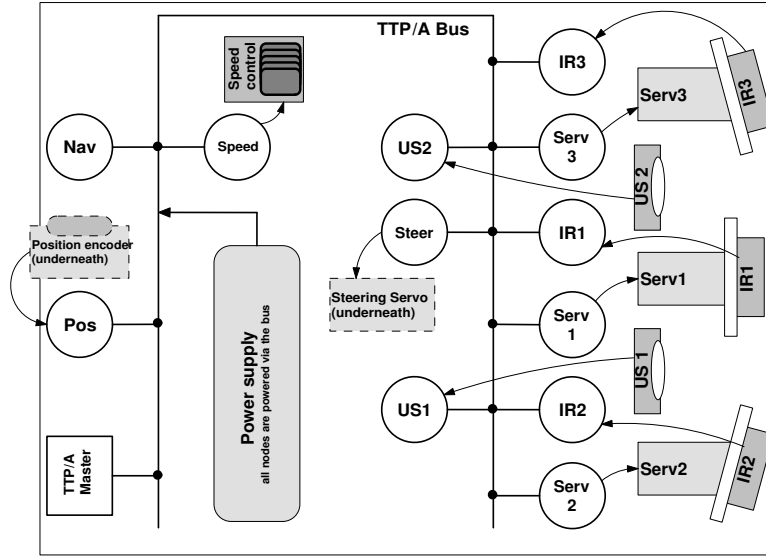 TTP/A Bus
Speed
control
IR3
Serv3
IR3
Nav
Speed
US2
Serv
3
US 2
Position encoder
(underneath)
Steer
IR1
Serv1
IR1
Steering Servo
(underneath)
Pos
Serv
1
Power supply
all nodes are powered via the bus
US 1
US1
IR2
TTP/A
Master
Serv
2
Serv2
IR2